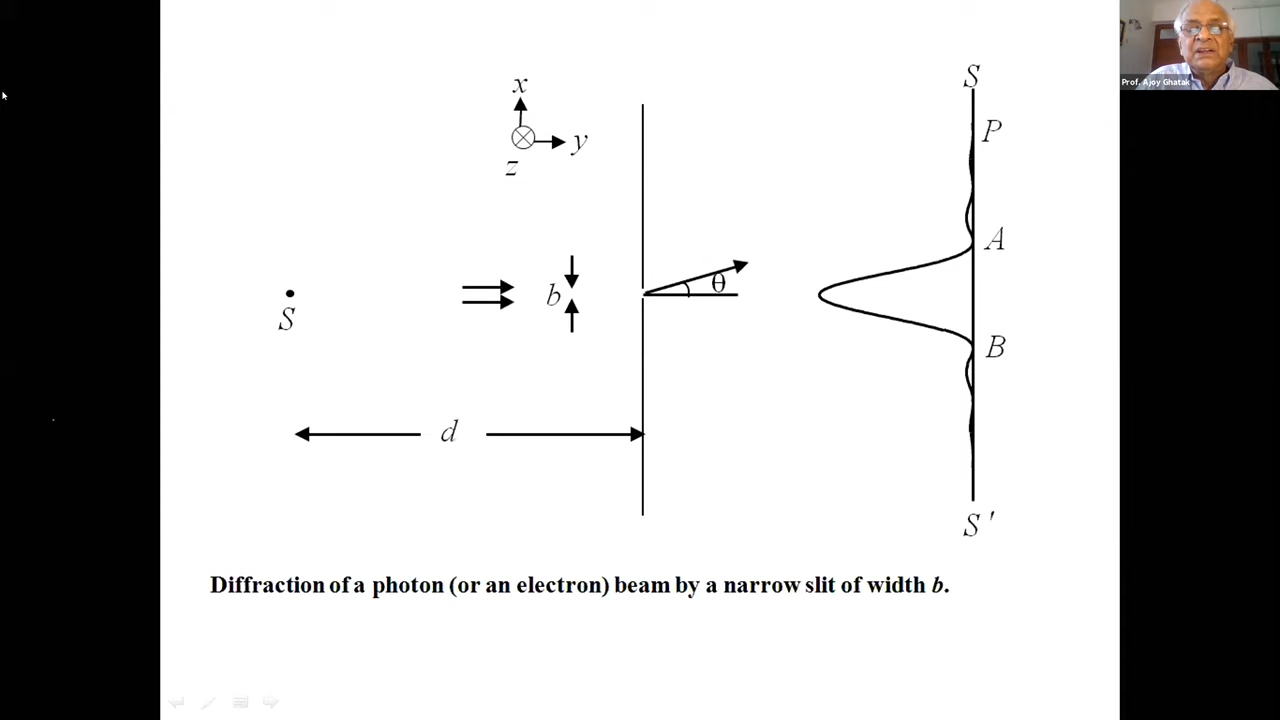 x
y
z
S
P
A
b
θ
S
B
d
S'
Diffraction of a photon (or an electron) beam by a narrow slit of width b.
Prof. Ajoy Ghatak